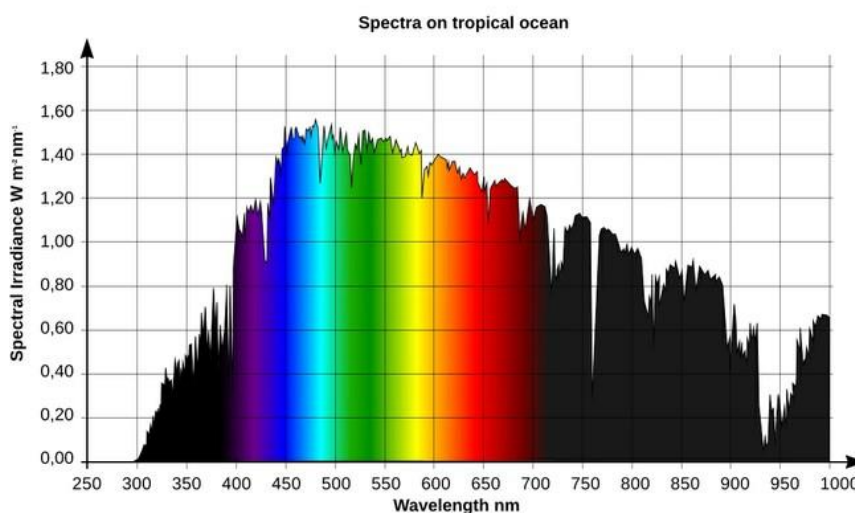 Spectra on tropical ocean
1,80
1,60
1,40
1,20
1,00
0,80
0,60
0,40
0,20
0,00
Spectral Irradiance W m⁻²nm⁻¹
250 300 350 400 450 500 550 600 650 700 750 800 850 900 950 1000
Wavelength nm